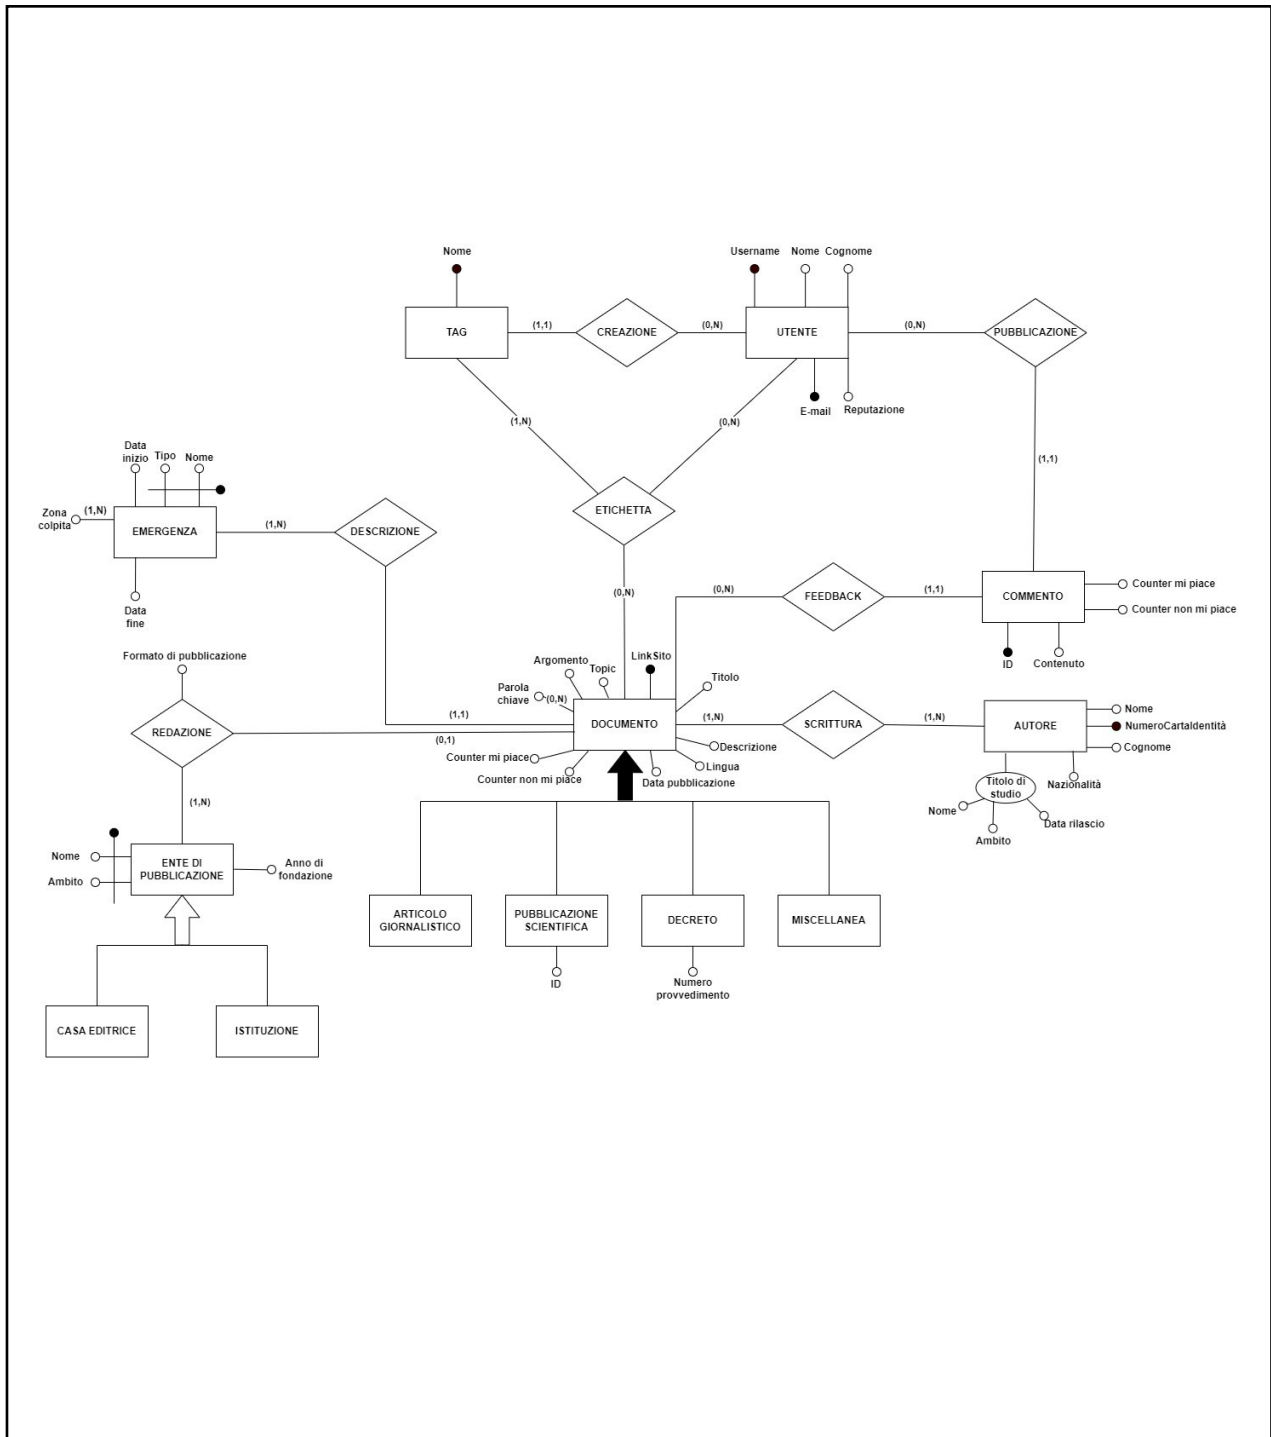 Nome
Username
Nome
Cognome
TAG
(1,1)
CREAZIONE
(0,N)
UTENTE
(0,N)
PUBBLICAZIONE
E-mail
Reputazione
(1,N)
(0,N)
Data
inizio
Tipo
Nome
(1,1)
Zona
colpita
(1,N)
EMERGENZA
(1,N)
DESCRIZIONE
ETICHETTA
Data
fine
(0,N)
(0,N)
FEEDBACK
(1,1)
COMMENTO
Counter mi piace
Counter non mi piace
ID
Contenuto
Formato di pubblicazione
Argomento
Topic
LinkSito
Titolo
Parola
chiave
(0,N)
REDAZIONE
(1,1)
(0,1)
DOCUMENTO
(1,N)
SCRITTURA
(1,N)
AUTORE
Nome
NumeroCartaIdentità
Cognome
Descrizione
Lingua
Counter mi piace
Counter non mi piace
Data pubblicazione
Titolo di
studio
Nazionalità
Nome
Ambito
Data rilascio
(1,N)
Nome
Ambito
ENTE DI
PUBBLICAZIONE
Anno di
fondazione
ARTICOLO
GIORNALISTICO
PUBBLICAZIONE
SCIENTIFICA
DECRETO
MISCELLANEA
ID
Numero
provvedimento
CASA EDITRICE
ISTITUZIONE